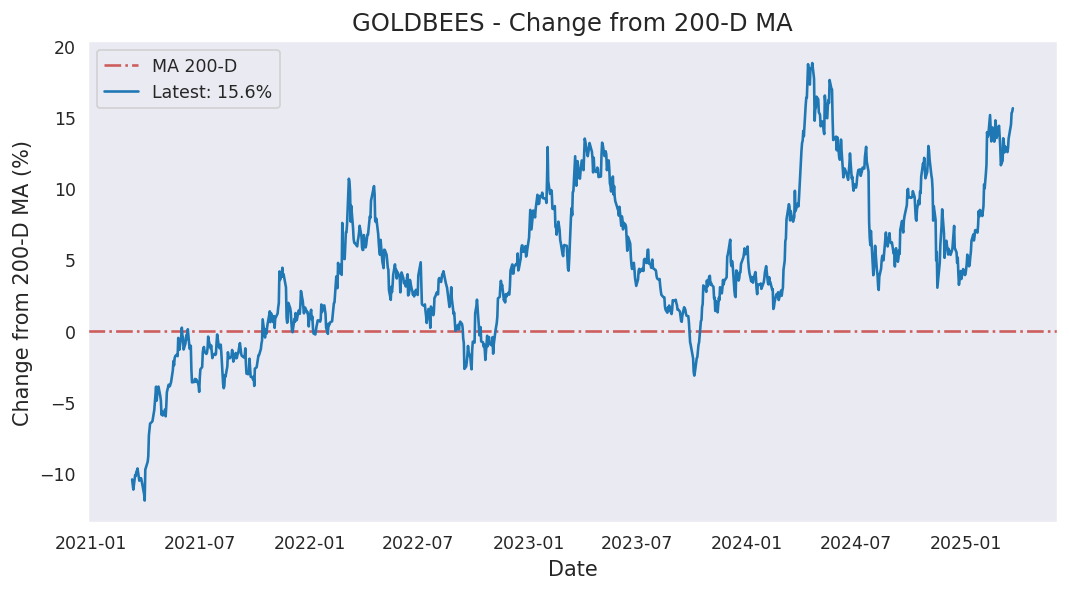 GOLDBEES - Change from 200-D MA
MA 200-D
Latest: 15.6%
Change from 200-D MA (%)
20
15
10
5
0
−5
−10
2021-01 2021-07 2022-01 2022-07 2023-01 2023-07 2024-01 2024-07 2025-01
Date